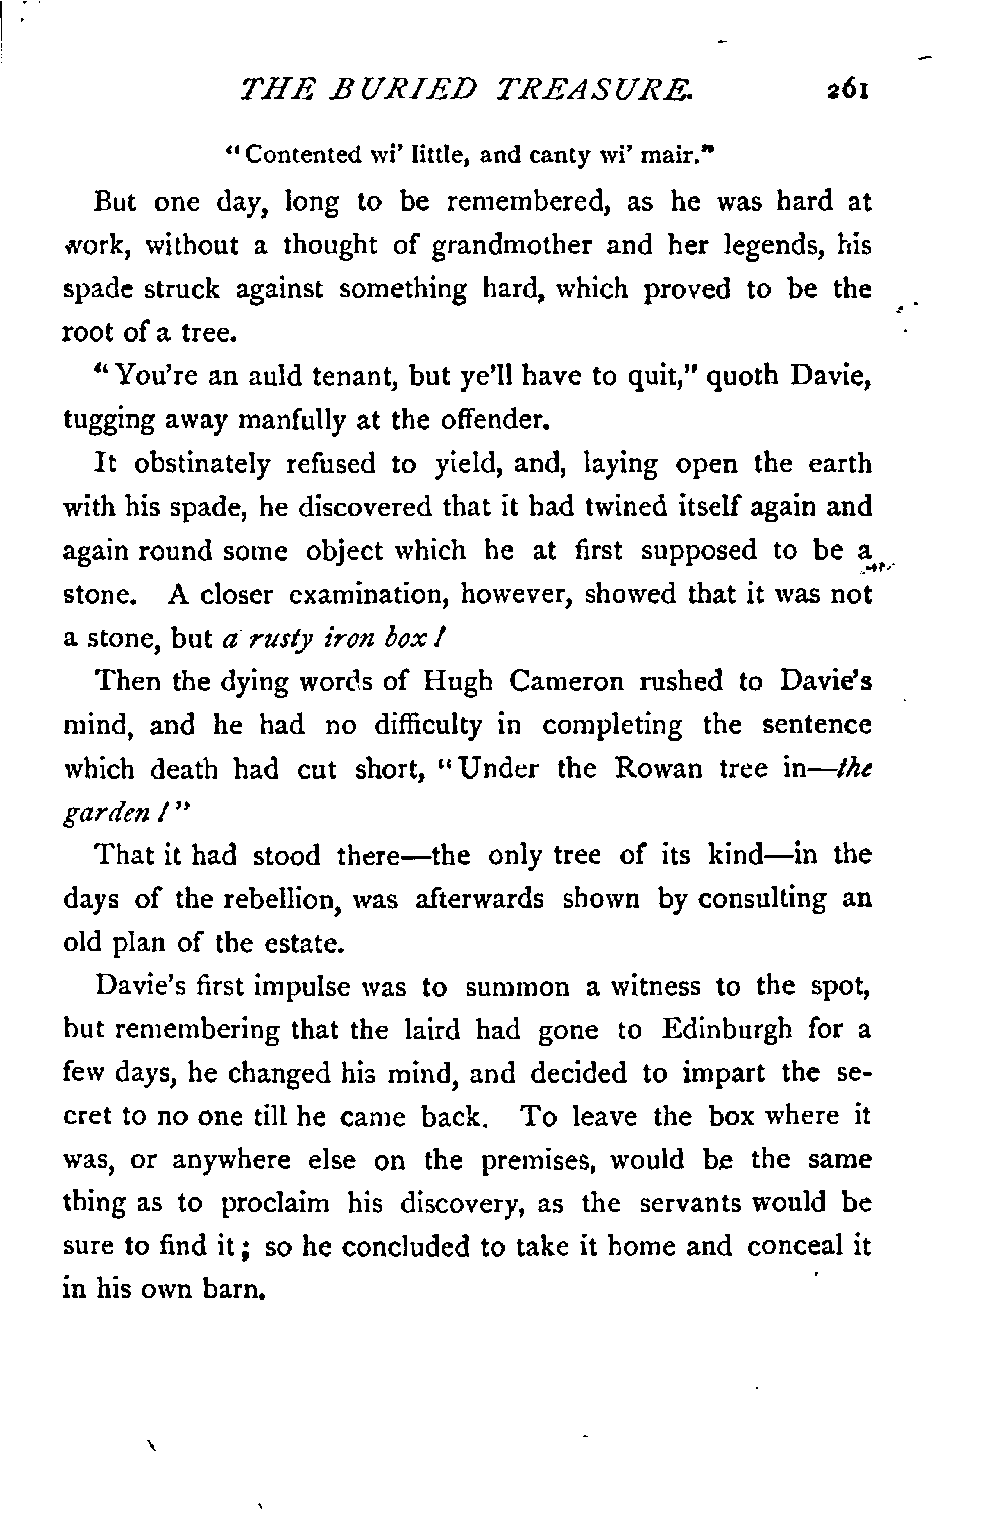 THE BURIED TREASURE. 261
"Contented wi' little, and canty wi' mair."
But one day, long to be remembered, as he was hard at
work, without a thought of grandmother and her legends, his
spade struck against something hard, which proved to be the
root of a tree.
"You're an auld tenant, but ye'll have to quit," quoth Davie,
tugging away manfully at the offender.
It obstinately refused to yield, and, laying open the earth
with his spade, he discovered that it had twined itself again and
again round some object which he at first supposed to be a
stone. A closer examination, however, showed that it was not
a stone, but a rusty iron box!
Then the dying words of Hugh Cameron rushed to Davie's
mind, and he had no difficulty in completing the sentence
which death had cut short, "Under the Rowan tree in—the
garden!"
That it had stood there—the only tree of its kind—in the
days of the rebellion, was afterwards shown by consulting an
old plan of the estate.
Davie's first impulse was to summon a witness to the spot,
but remembering that the laird had gone to Edinburgh for a
few days, he changed his mind, and decided to impart the se-
cret to no one till he came back. To leave the box where it
was, or anywhere else on the premises, would be the same
thing as to proclaim his discovery, as the servants would be
sure to find it; so he concluded to take it home and conceal it
in his own barn.